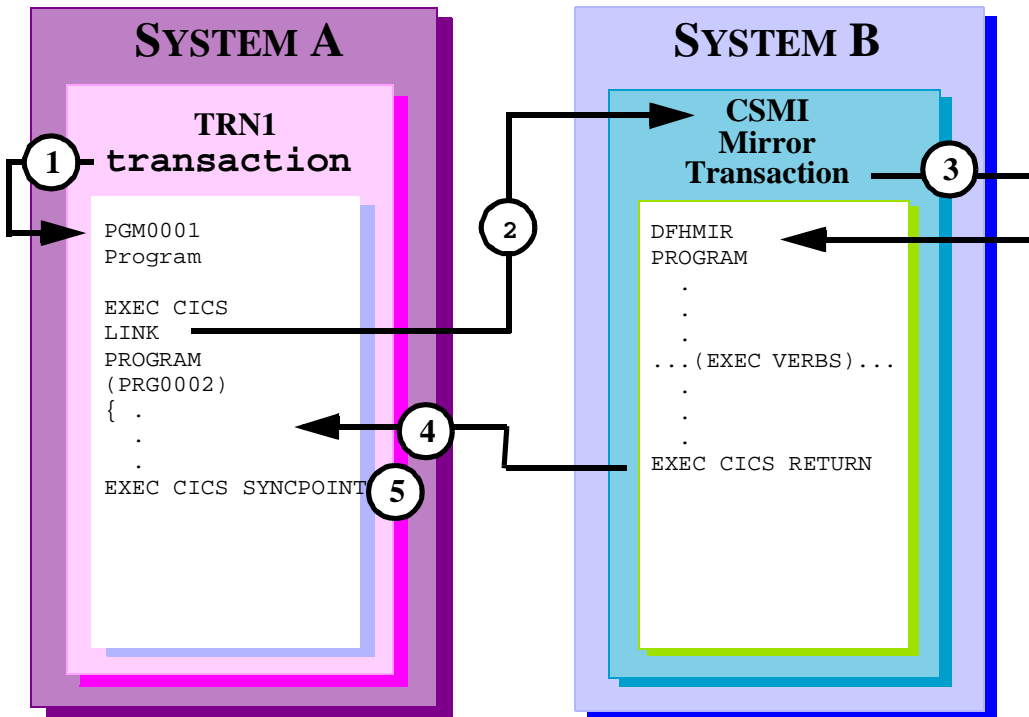 SYSTEM A
TRN1
transaction
1
PGM0001
Program
EXEC CICS
LINK
PROGRAM
(PRG0002)
{ .
.
.
EXEC CICS SYNCPOINT
5
2
4
SYSTEM B
CSMI
Mirror
Transaction
3
DFHMIR
PROGRAM
.
.
.
...(EXEC VERBS)...
.
.
.
EXEC CICS RETURN